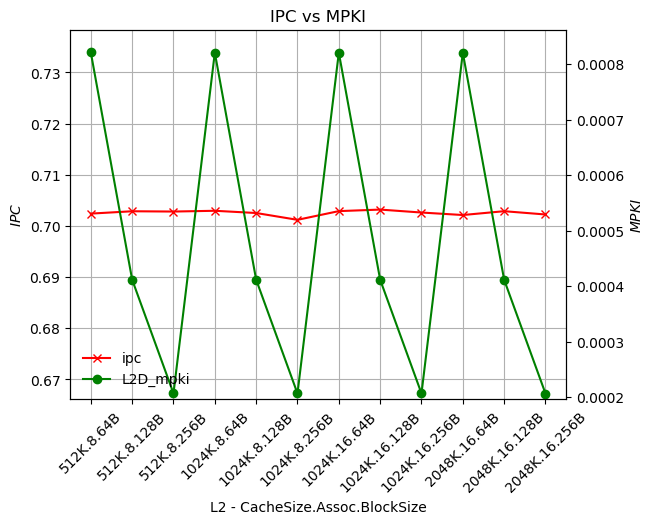 IPC vs MPKI
0.73
0.72
0.71
0.70
0.69
0.68
0.67
IPC
0.0008
0.0007
0.0006
0.0005
0.0004
0.0003
0.0002
MPKI
ipc
L2D_mpki
512K.8.64B
512K.8.128B
512K.8.256B
1024K.8.64B
1024K.8.128B
1024K.8.256B
1024K.16.64B
1024K.16.128B
1024K.16.256B
2048K.16.64B
2048K.16.128B
2048K.16.256B
L2 - CacheSize.Assoc.BlockSize